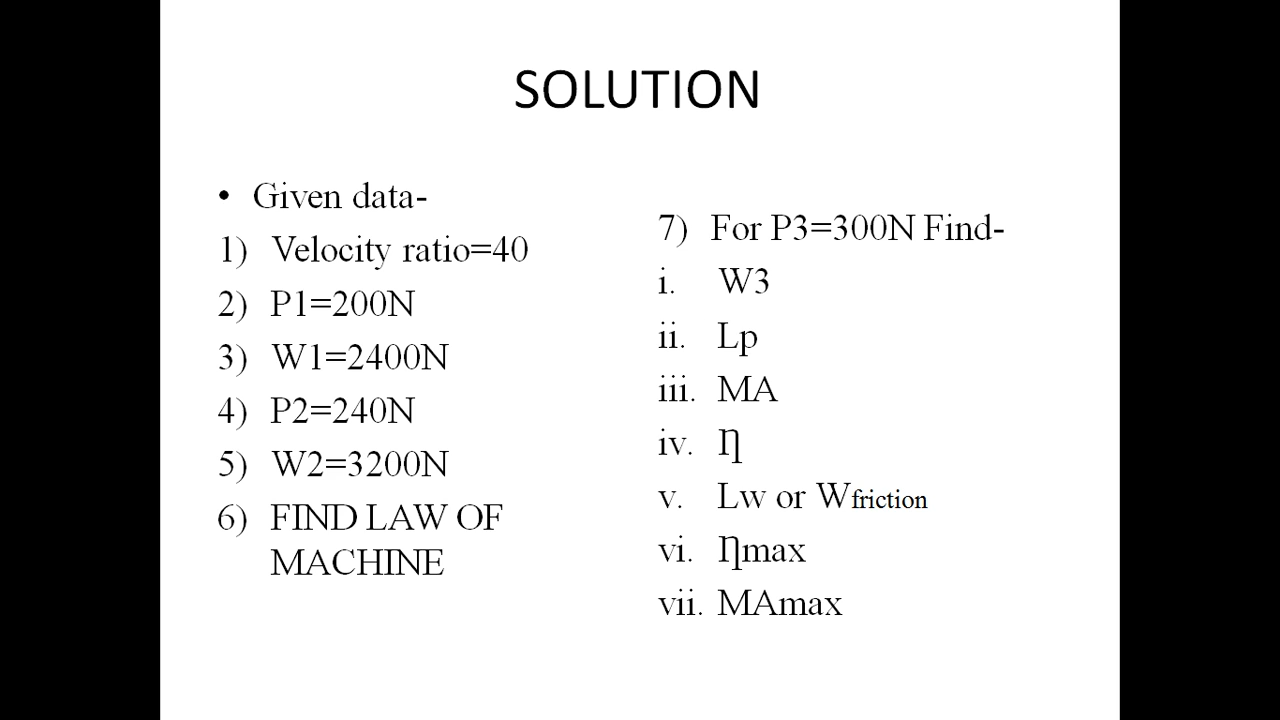 SOLUTION
• Given data-
1) Velocity ratio=40
2) P1=200N
3) W1=2400N
4) P2=240N
5) W2=3200N
6) FIND LAW OF
MACHINE
7) For P3=300N Find-
i. W3
ii. Lp
iii. MA
iv. Ƞ
v. Lw or Wfriction
vi. Ƞmax
vii. MAmax